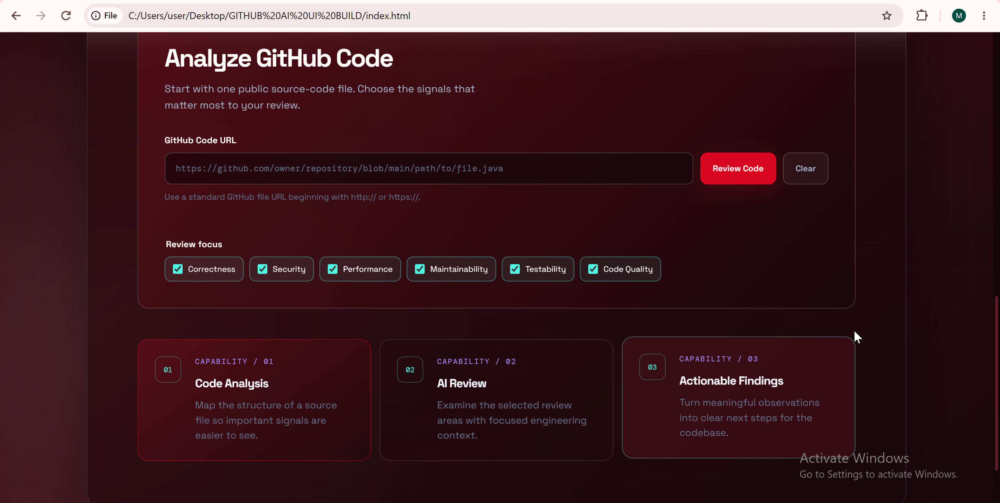 File
C:/Users/user/Desktop/GITHUB%20AI%20UI%20BUILD/index.html
M
Analyze GitHub Code
Start with one public source-code file. Choose the signals that
matter most to your review.
GitHub Code URL
https://github.com/owner/repository/blob/main/path/to/file.java
Review Code
Clear
Use a standard GitHub file URL beginning with http:// or https://.
Review focus
Correctness
Security
Performance
Maintainability
Testability
Code Quality
01
CAPABILITY / 01
Code Analysis
Map the structure of a source
file so important signals are
easier to see.
02
CAPABILITY / 02
AI Review
Examine the selected review
areas with focused engineering
context.
03
CAPABILITY / 03
Actionable Findings
Turn meaningful observations
into clear next steps for the
codebase.
Activate Windows
Go to Settings to activate Windows.